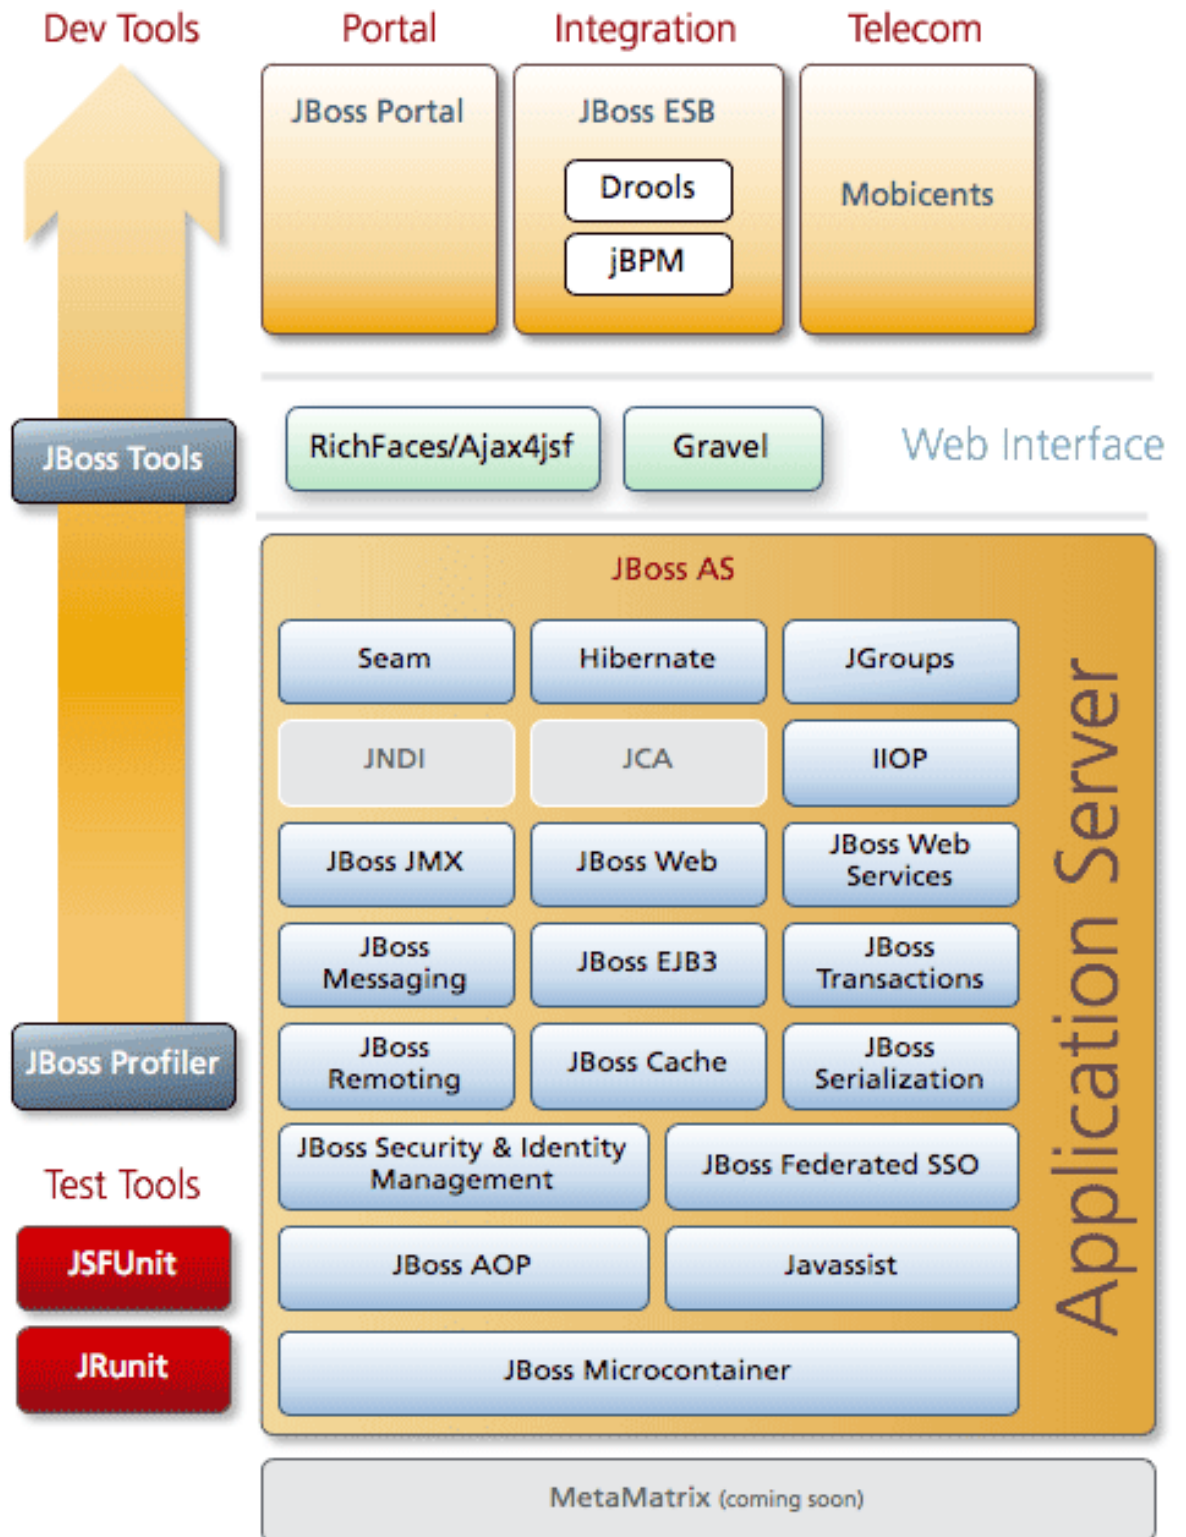 Dev Tools
Portal
Integration
Telecom
JBoss Portal
JBoss ESB
Drools
jBPM
Mobicents
JBoss Tools
RichFaces/Ajax4jsf
Gravel
Web Interface
JBoss AS
Seam
Hibernate
JGroups
JNDI
JCA
IIOP
JBoss JMX
JBoss Web
JBoss Web
Services
JBoss
Messaging
JBoss EJB3
JBoss
Transactions
JBoss Profiler
JBoss
Remoting
JBoss Cache
JBoss
Serialization
JBoss Security & Identity
Management
JBoss Federated SSO
Test Tools
JSFUnit
JBoss AOP
Javassist
JRunit
JBoss Microcontainer
Application Server
MetaMatrix (coming soon)